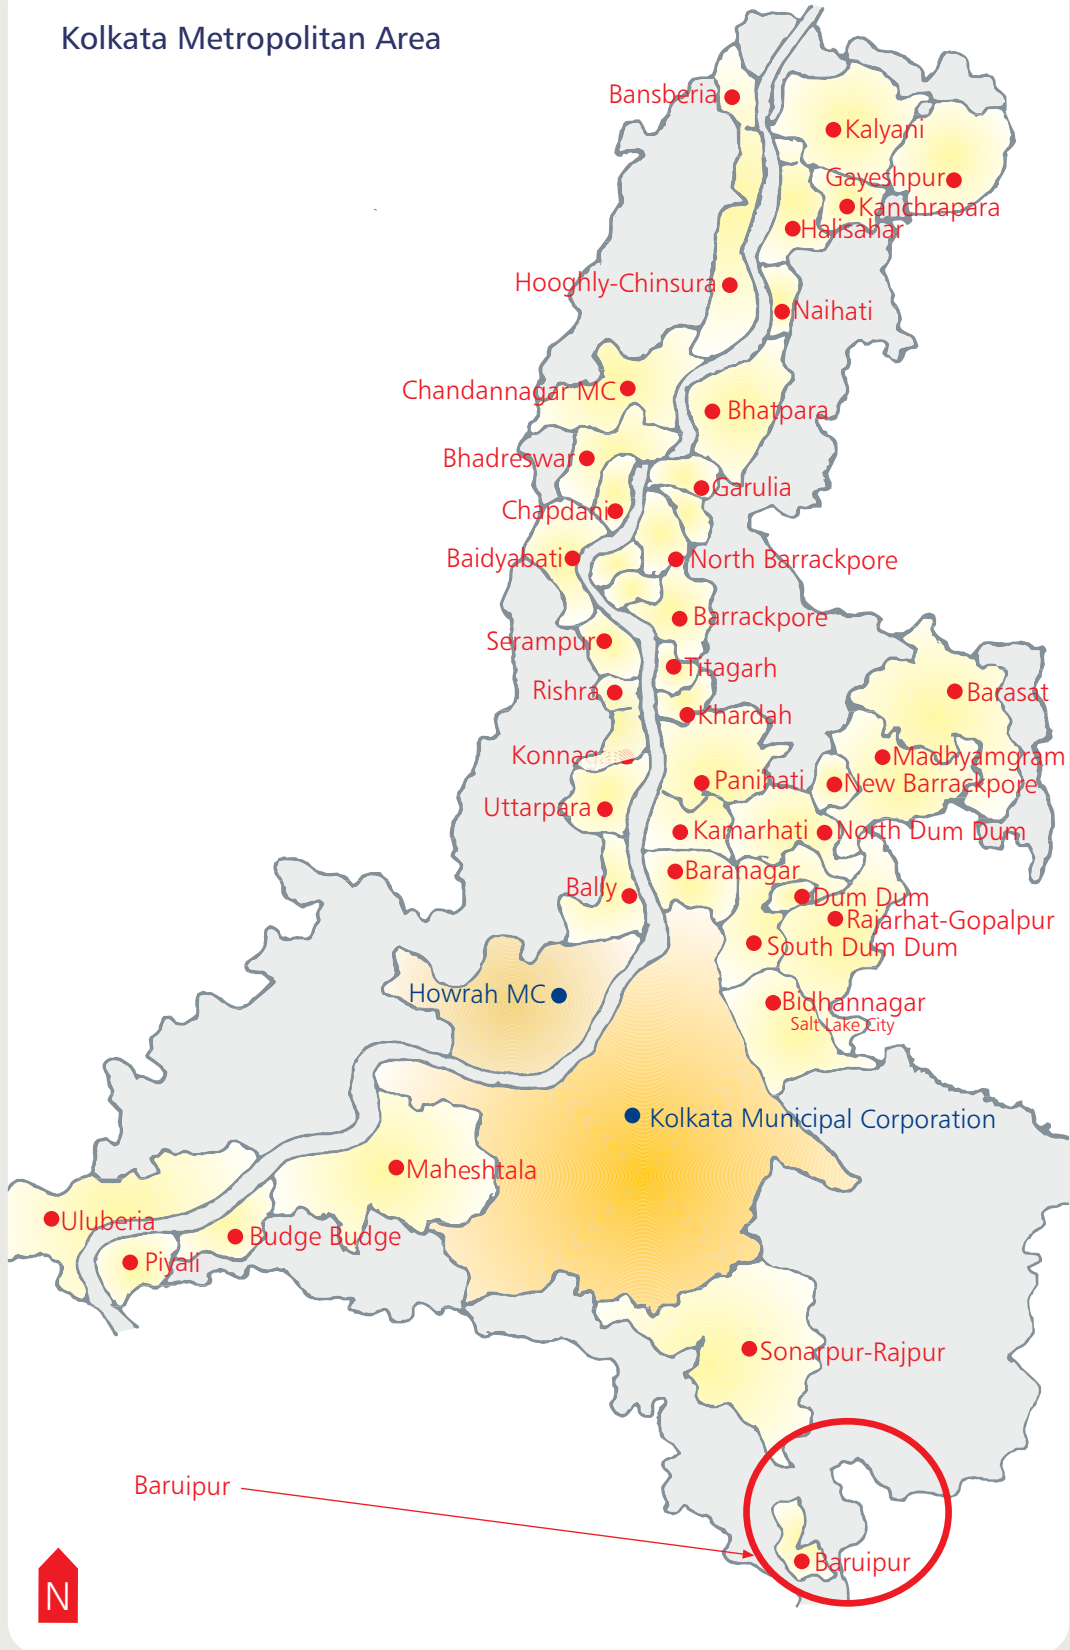 Kolkata Metropolitan Area
Bansberia
Kalyani
Gayeshpur
Kanchrapara
Halisahar
Hooghly-Chinsura
Naihati
Chandannagar MC
Bhatpara
Bhadreswar
Garulia
Chapdani
Baidyabati
North Barrackpore
Barrackpore
Serampur
Titagarh
Rishra
Barasat
Khardah
Konnagar
Madhyamgram
Panihati
New Barrackpore
Uttarpara
Kamarhati
North Dum Dum
Baranagar
Bally
Dum Dum
Rajarhat-Gopalpur
South Dum Dum
Howrah MC
Bidhannagar
Salt Lake City
Kolkata Municipal Corporation
Maheshtala
Uluberia
Budge Budge
Piyali
Sonarpur-Rajpur
Baruipur
Baruipur
N